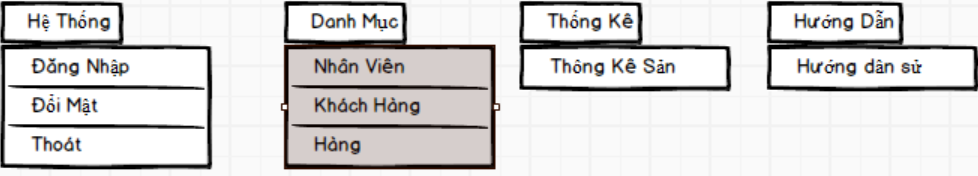 Hệ Thống
Đăng Nhập
Đổi Mật
Thoát
Danh Mục
Nhân Viên
Khách Hàng
Hàng
Thống Kê
Thông Kê Sản
Hướng Dẫn
Hướng dân sử